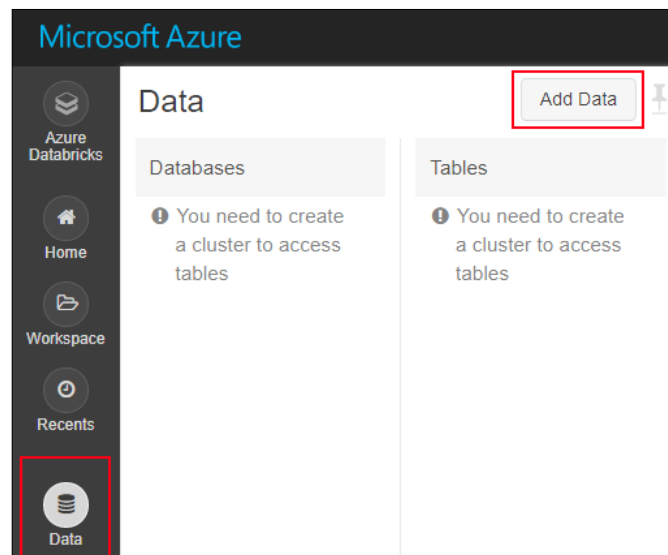 Microsoft Azure
Azure
Databricks
Home
Workspace
Recents
Data
Data
Add Data
Databases
You need to create
a cluster to access
tables
Tables
You need to create
a cluster to access
tables